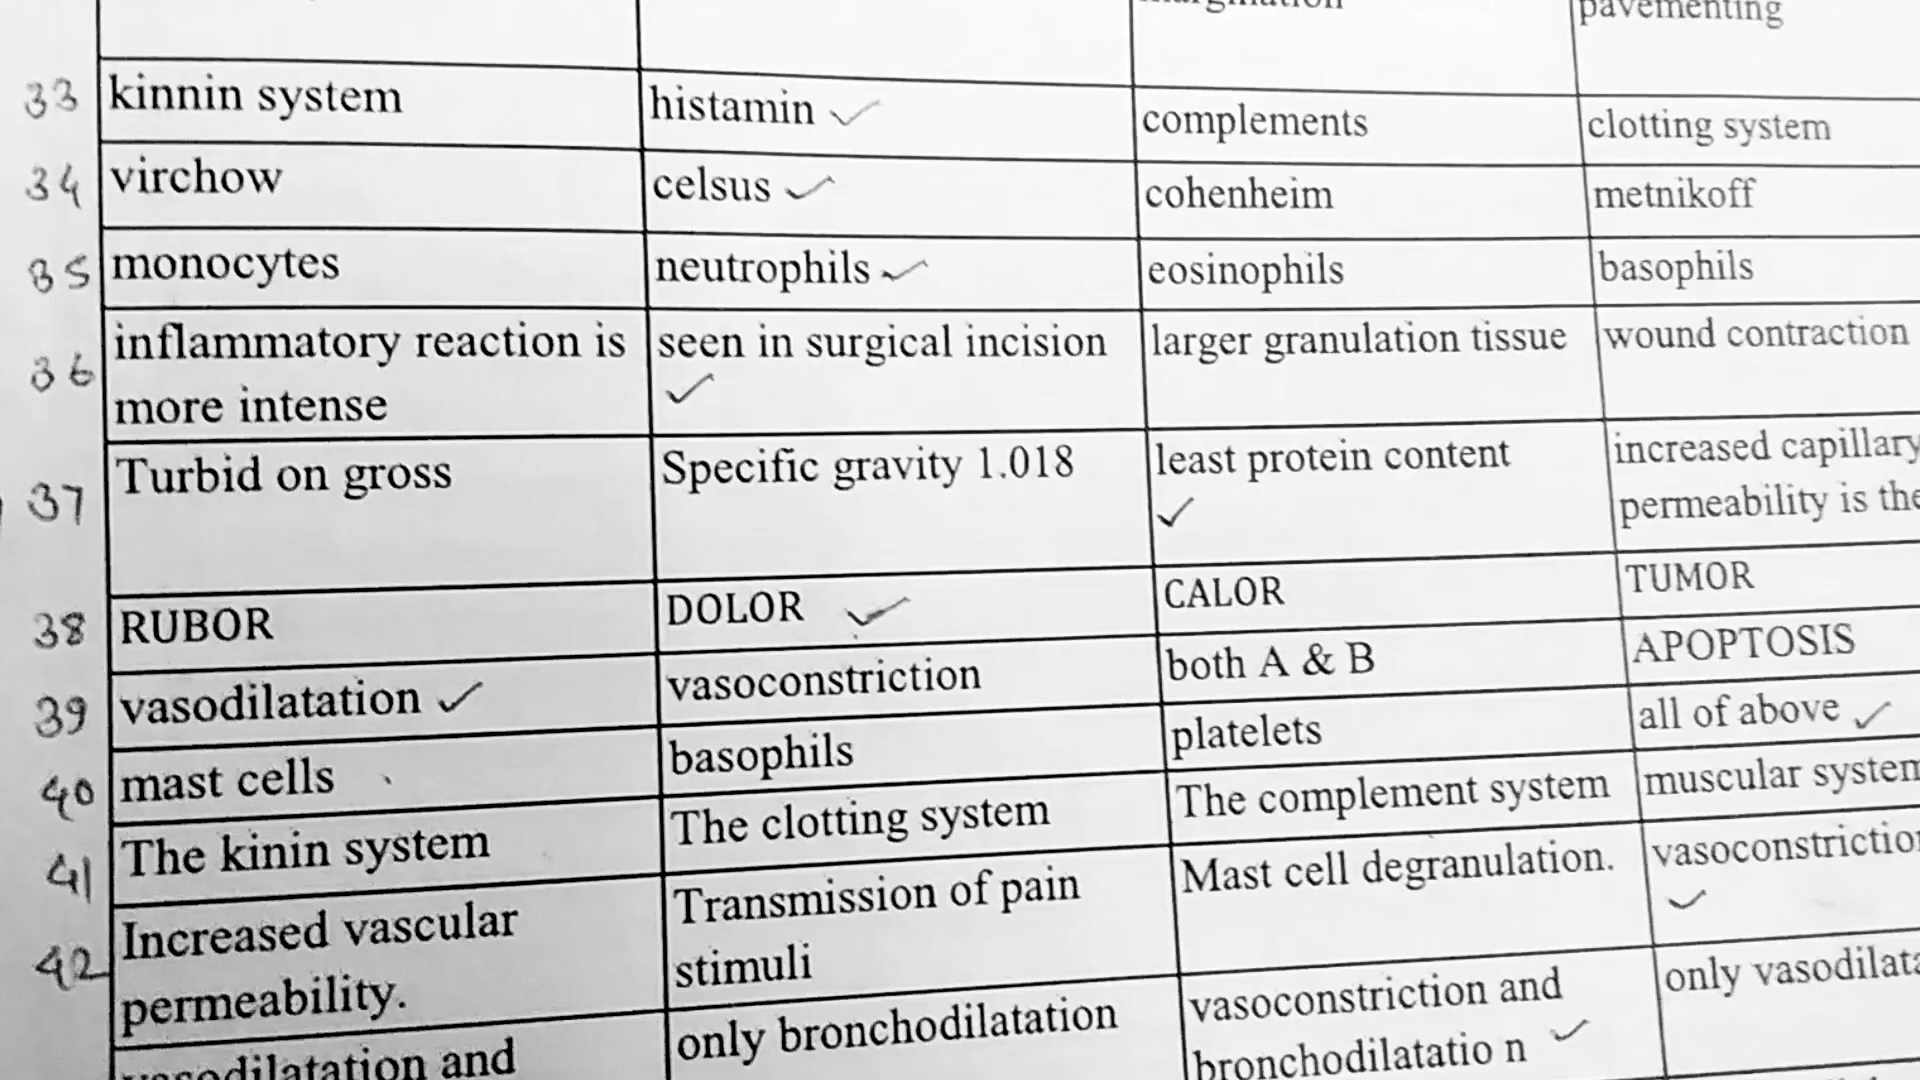 pavementing
33 kinnin system histamin complements clotting system
34 virchow celsus cohenheim metnikoff
35 monocytes neutrophils eosinophils basophils
36 inflammatory reaction is more intense seen in surgical incision larger granulation tissue wound contraction
37 Turbid on gross Specific gravity 1.018 least protein content increased capillary permeability is the
38 RUBOR DOLOR CALOR TUMOR
39 vasodilatation vasoconstriction both A & B APOPTOSIS
40 mast cells basophils platelets all of above
41 The kinin system The clotting system The complement system muscular system
42 Increased vascular permeability. Transmission of pain stimuli Mast cell degranulation. vasoconstriction
and only bronchodilatation vasoconstriction and bronchodilatatio n only